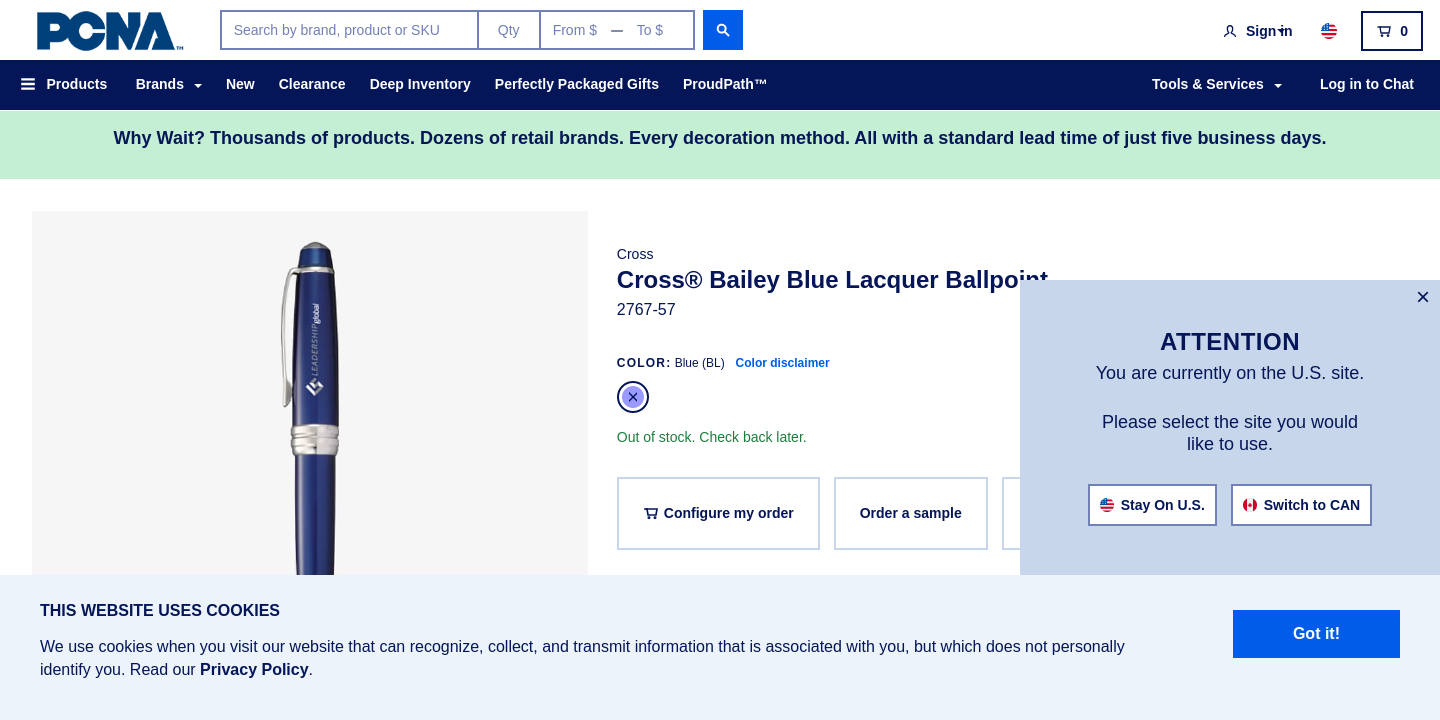 PCNA™
Search by brand, product or SKU
Qty
From $ — To $
Sign in
0
Products
Brands
New
Clearance
Deep Inventory
Perfectly Packaged Gifts
ProudPath™
Tools & Services
Log in to Chat
Why Wait? Thousands of products. Dozens of retail brands. Every decoration method. All with a standard lead time of just five business days.
LEADERSHIP global
Cross
Cross® Bailey Blue Lacquer Ballpoint
2767-57
COLOR: Blue (BL) Color disclaimer
Out of stock. Check back later.
Configure my order
Order a sample
ATTENTION
You are currently on the U.S. site.
Please select the site you would
like to use.
Stay On U.S.
Switch to CAN
THIS WEBSITE USES COOKIES
We use cookies when you visit our website that can recognize, collect, and transmit information that is associated with you, but which does not personally
identify you. Read our Privacy Policy.
Got it!